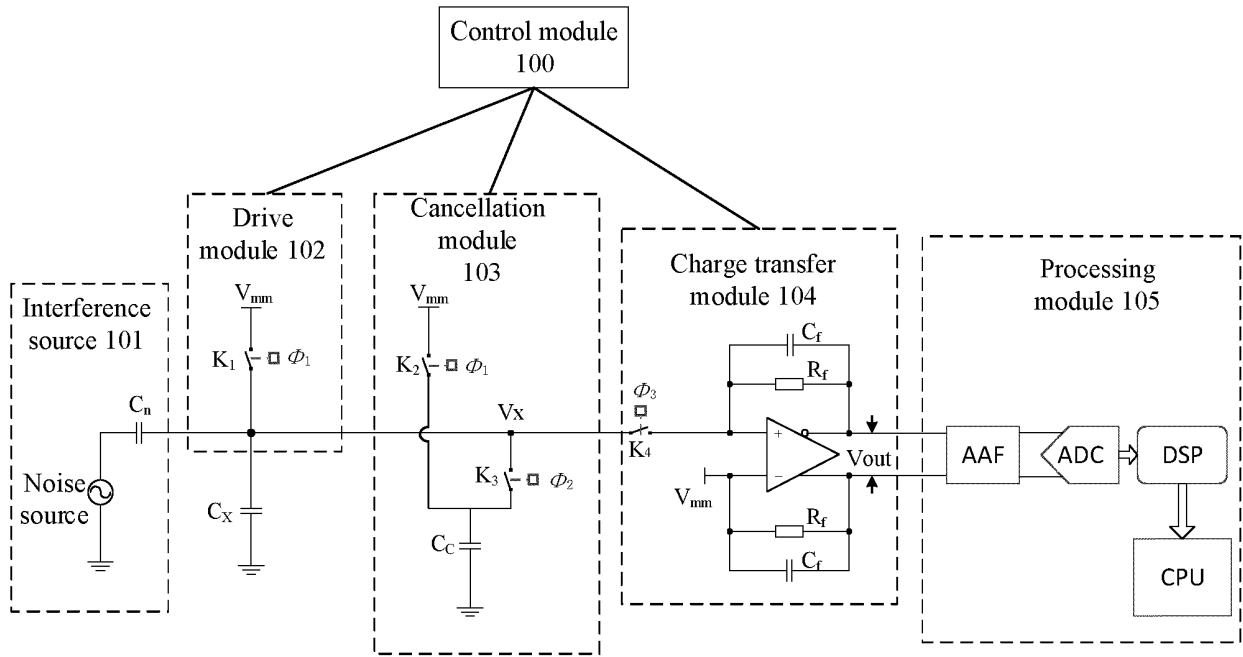 Control module
100
Drive
module 102
Cancellation
module
103
Charge transfer
module 104
Processing
module 105
Interference
source 101
Vmm
Vmm
K1
Φ1
K2
Φ1
Cn
Vx
Φ3
K4
Cf
Rf
+
−
Vmm
Vout
AAF
ADC
DSP
Noise
source
CX
K3
Φ2
CC
Rf
Cf
CPU